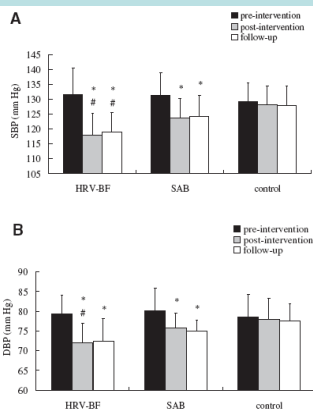 A
pre-intervention
post-intervention
follow-up
SBP (mm Hg)
145
140
135
130
125
120
115
110
105
* *
# #
* *
HRV-BF SAB control
B
pre-intervention
post-intervention
follow-up
DBP (mm Hg)
90
85
80
75
70
65
60
* *
#
* *
HRV-BF SAB control